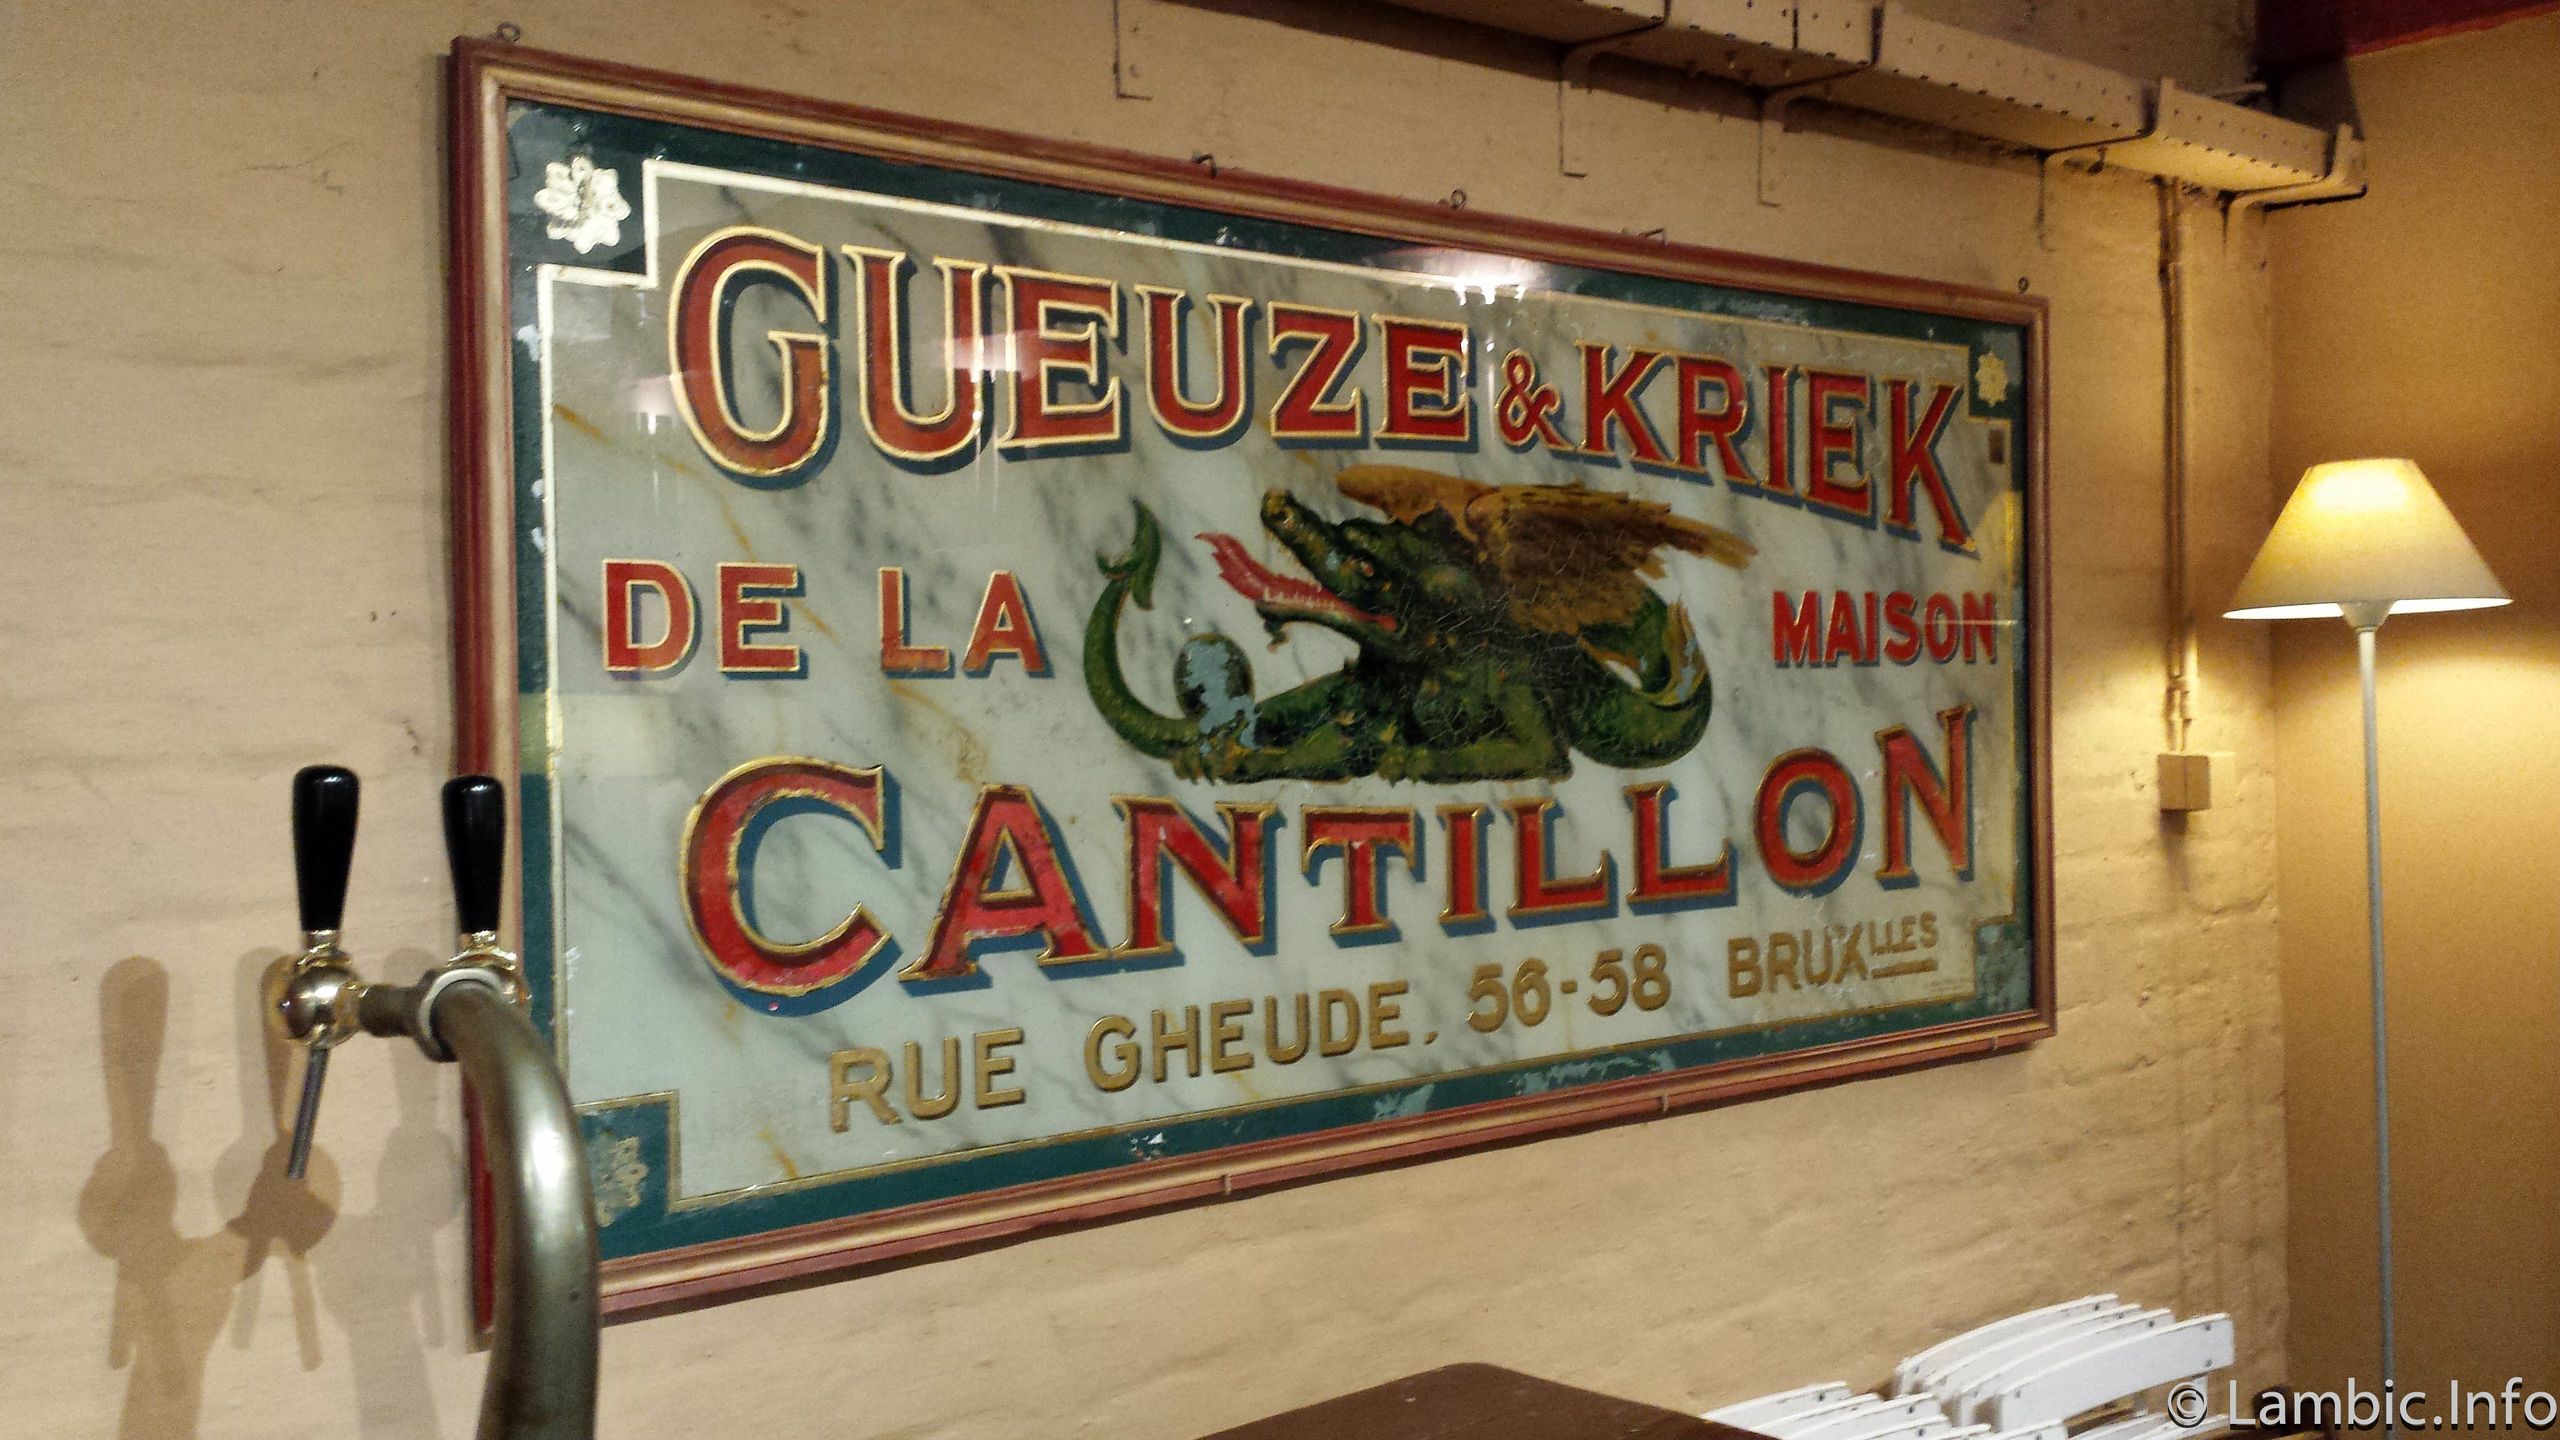 GUEUZE & KRIEK
DE LA MAISON
CANTILLON
RUE GHEUDE. 56-58 BRUXLLES
© Lambic.Info